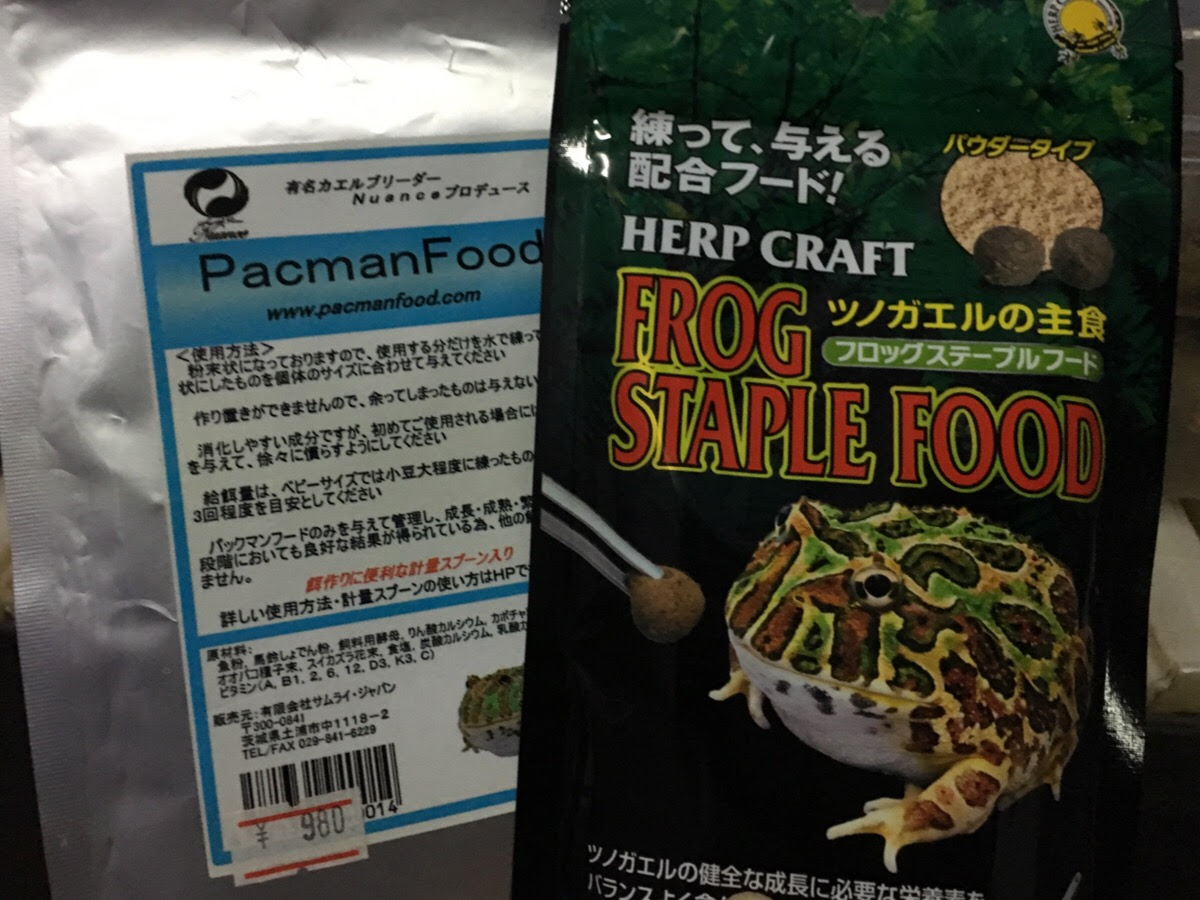 有名カエルブリーダー
Nuanceプロデュース
Nuance
PacmanFood
www.pacmanfood.com
＜使用方法＞
粉末状になっておりますので、使用する分だけを水で練って
状にしたものを個体のサイズに合わせて与えてください
作り置きができませんので、余ってしまったものは与えない
消化しやすい成分ですが、初めてご使用される場合には
を与えて、徐々に慣らすようにしてください
給餌量は、ベビーサイズでは小豆大程度に練ったもの
3回程度を目安としてください
パックマンフードのみを与えて管理し、成長・成熟・繁
段階においても良好な結果が得られている為、他の
ません。
餌作りに便利な計量スプーン入り
詳しい使用方法・計量スプーンの使い方はHPで
原材料:
魚粉, 馬鈴しょでん粉, 飼料用酵母, りん酸カルシウム, カボチャ
オオバコ種子末, スイカズラ花末, 食塩, 炭酸カルシウム, 乳酸
ビタミン(A, B1, 2, 6, 12, D3, K3, C)
販売元:有限会社サムライ・ジャパン
〒300-0841
茨城県土浦市中1118-2
TEL/FAX 029-841-6229
0014
¥ 980
練って、与える
配合フード!
パウダータイプ
HERP CRAFT
FROG
ツノガエルの主食
フロッグステープルフード
STAPLE FOOD
ツノガエルの健全な成長に必要な栄養素を
バランスよく